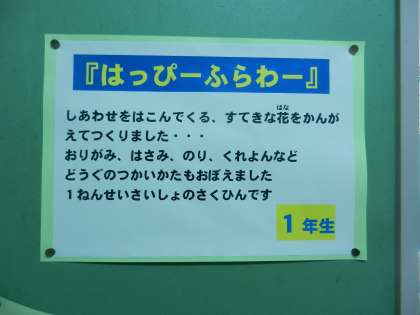 『はっぴーふらわー』
しあわせをはこんでくる、すてきな花をかんが
えてつくりました・・・
おりがみ、はさみ、のり、くれよんなど
どうぐのつかいかたもおぼえました
１ねんせいさいしょのさくひんです
１年生